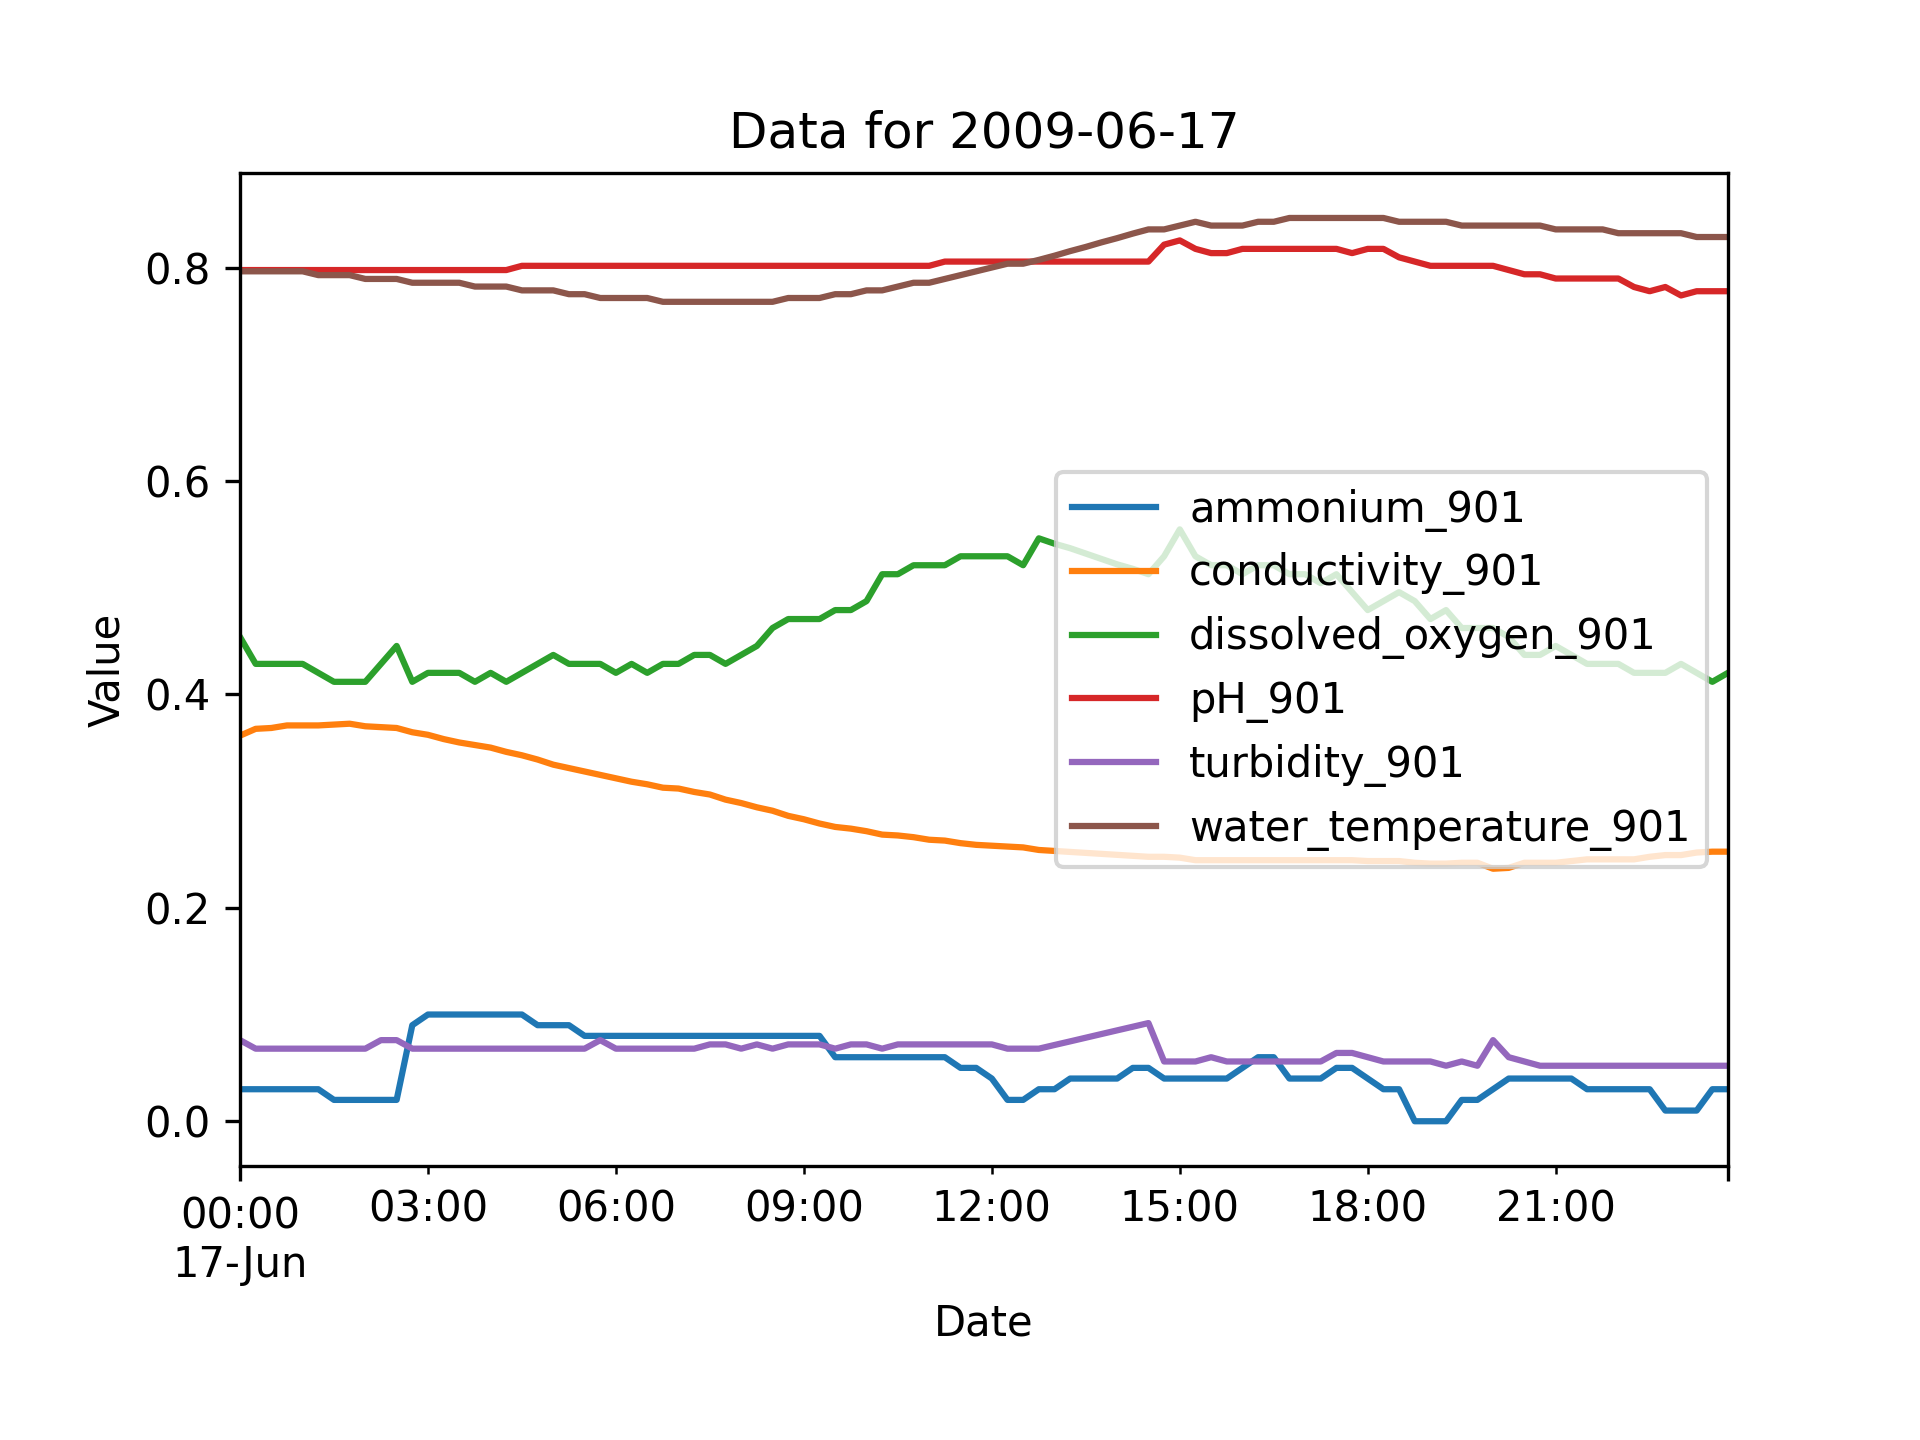 Data for 2009-06-17
Value
0.8
0.6
0.4
0.2
0.0
ammonium_901
conductivity_901
dissolved_oxygen_901
pH_901
turbidity_901
water_temperature_901
00:00 03:00 06:00 09:00 12:00 15:00 18:00 21:00
17-Jun
Date